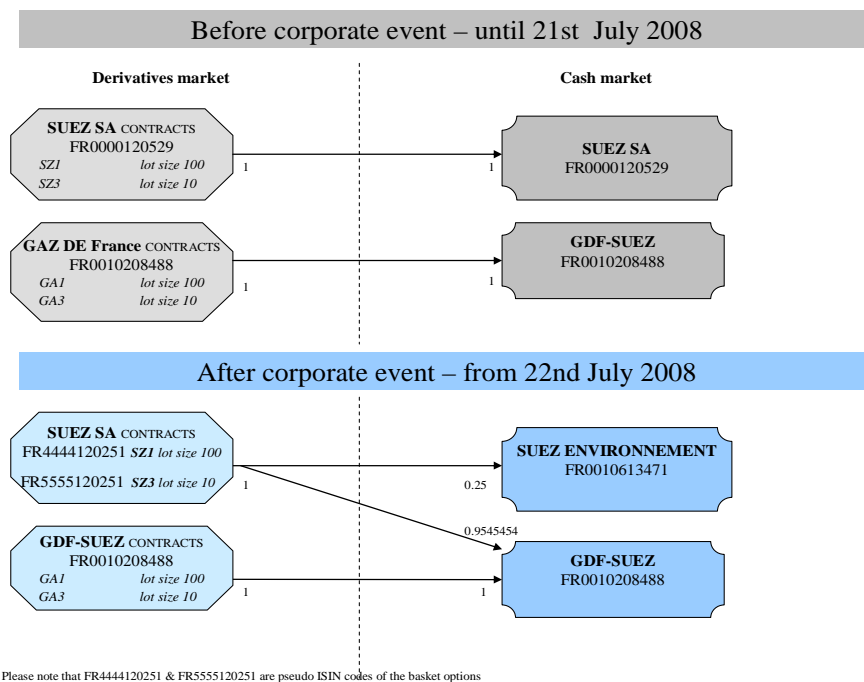 Before corporate event – until 21st July 2008
Derivatives market
Cash market
SUEZ SA CONTRACTS
FR0000120529
SZ1 lot size 100
SZ3 lot size 10
1
1
SUEZ SA
FR0000120529
GAZ DE France CONTRACTS
FR0010208488
GA1 lot size 100
GA3 lot size 10
1
1
GDF-SUEZ
FR0010208488
After corporate event – from 22nd July 2008
SUEZ SA CONTRACTS
FR4444120251 SZ1 lot size 100
FR5555120251 SZ3 lot size 10
1
0.25
SUEZ ENVIRONNEMENT
FR0010613471
0.9545454
GDF-SUEZ CONTRACTS
FR0010208488
GA1 lot size 100
GA3 lot size 10
1
1
GDF-SUEZ
FR0010208488
Please note that FR4444120251 & FR5555120251 are pseudo ISIN codes of the basket options